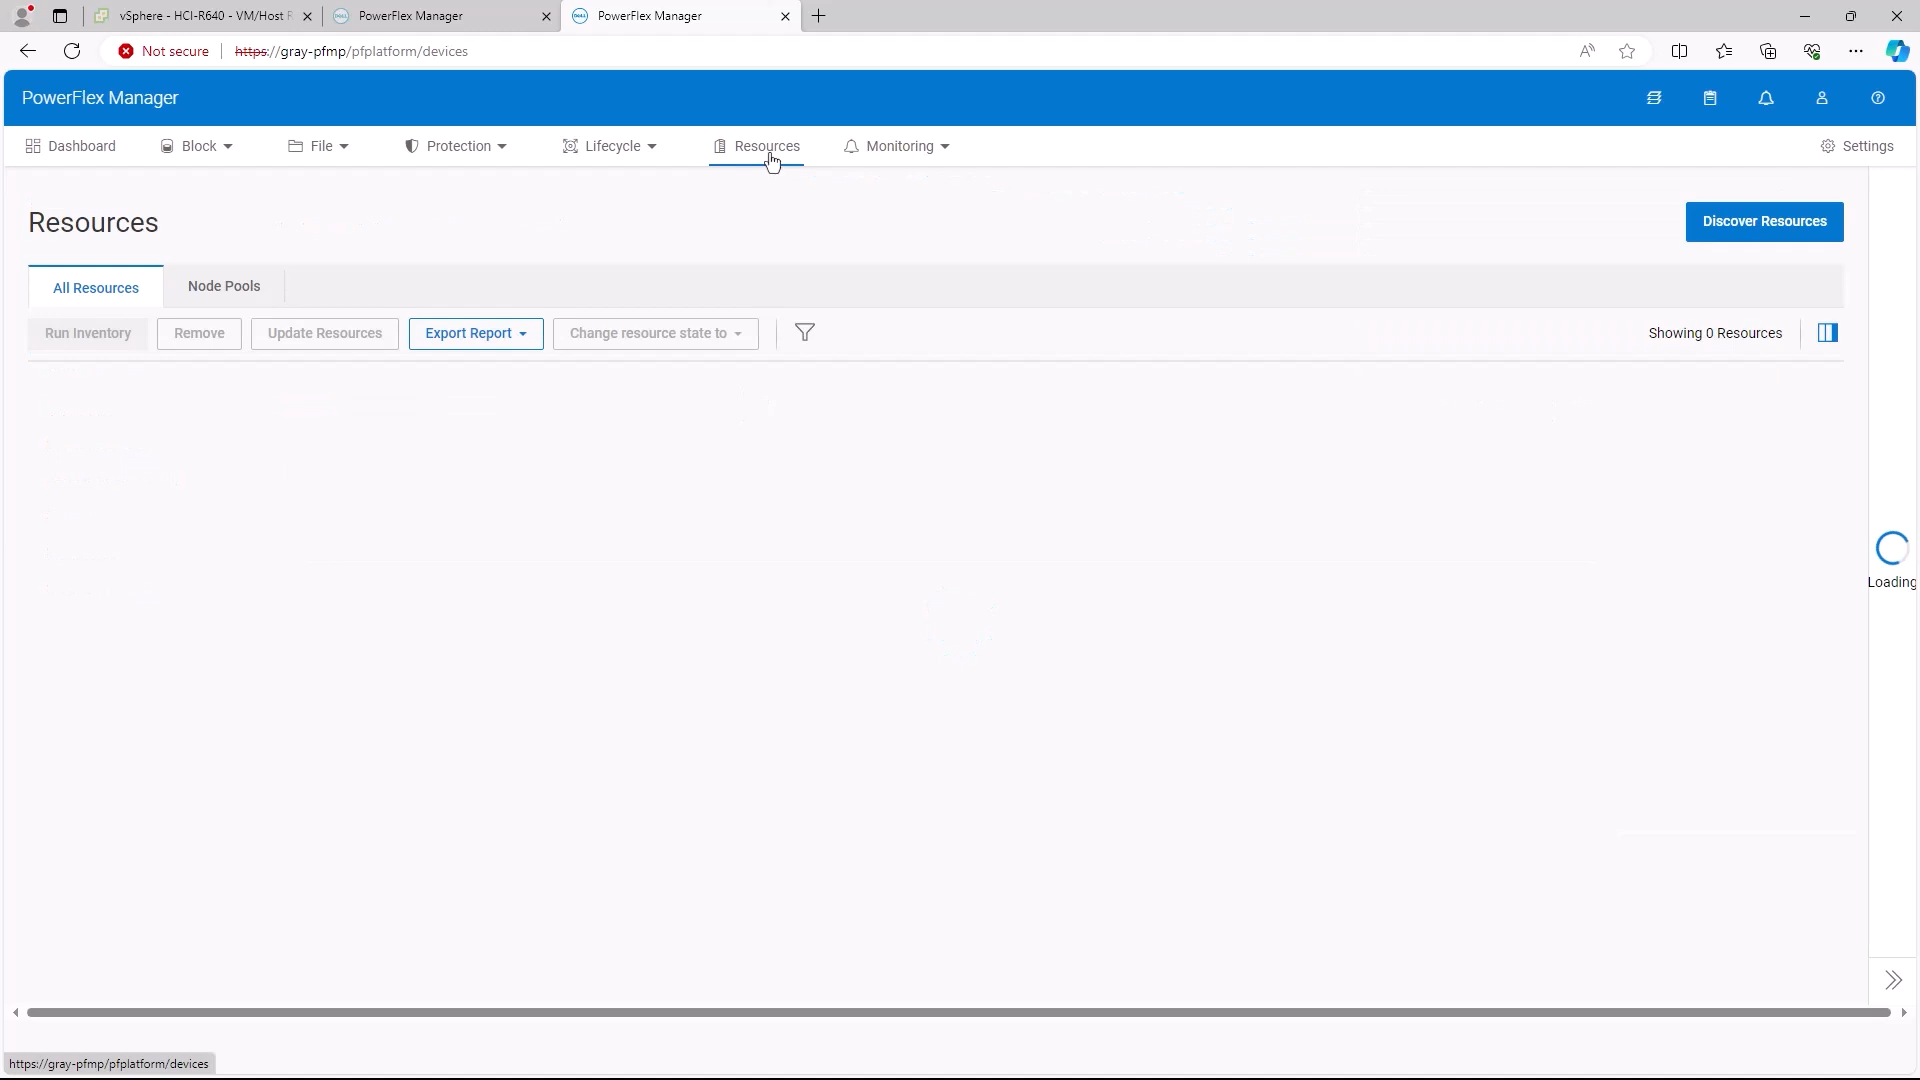 vSphere - HCI-R640 - VM/Host R
PowerFlex Manager
PowerFlex Manager
Not secure
https://gray-pfmp/pfplatform/devices
PowerFlex Manager
Dashboard
Block
File
Protection
Lifecycle
Resources
Monitoring
Settings
Resources
Discover Resources
All Resources
Node Pools
Run Inventory
Remove
Update Resources
Export Report
Change resource state to
Showing 0 Resources
Loading
https://gray-pfmp/pfplatform/devices